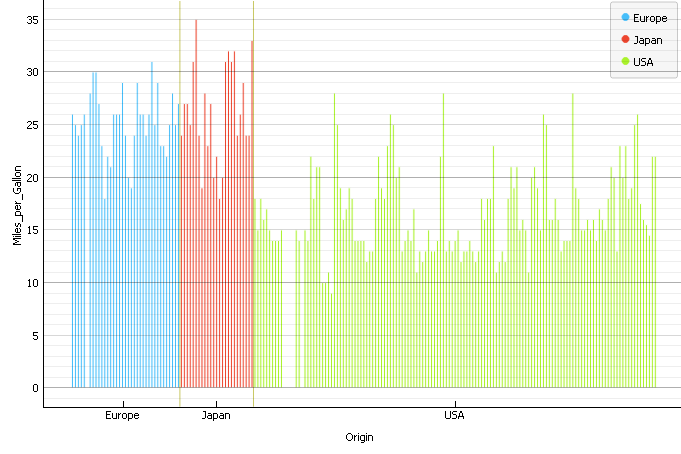 35
30
25
20
15
10
5
0
Miles_per_Gallon
Europe
Japan
USA
Europe
Japan
USA
Origin